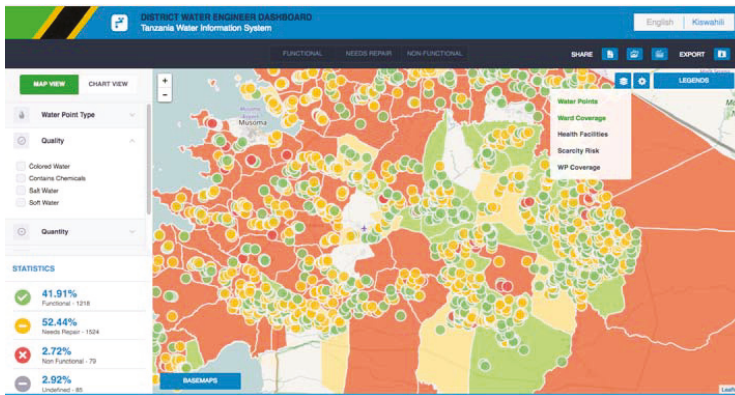 DISTRICT WATER ENGINEER DASHBOARD
Tanzania Water Information System
English Kiswahili
FUNCTIONAL NEEDS REPAIR NON-FUNCTIONAL
SHARE
EXPORT
MAP VIEW CHART VIEW
+
−
LEGENDS
Water Point Type
Quality
Colored Water
Contains Chemicals
Salt Water
Soft Water
Quantity
Water Points
Ward Coverage
Health Facilities
Scarcity Risk
WP Coverage
Musoma
Airport
Musoma
STATISTICS
41.91%
Functional - 1218
52.44%
Needs Repair - 1524
2.72%
Non Functional - 79
2.92%
Undefined - 85
BASEMAPS